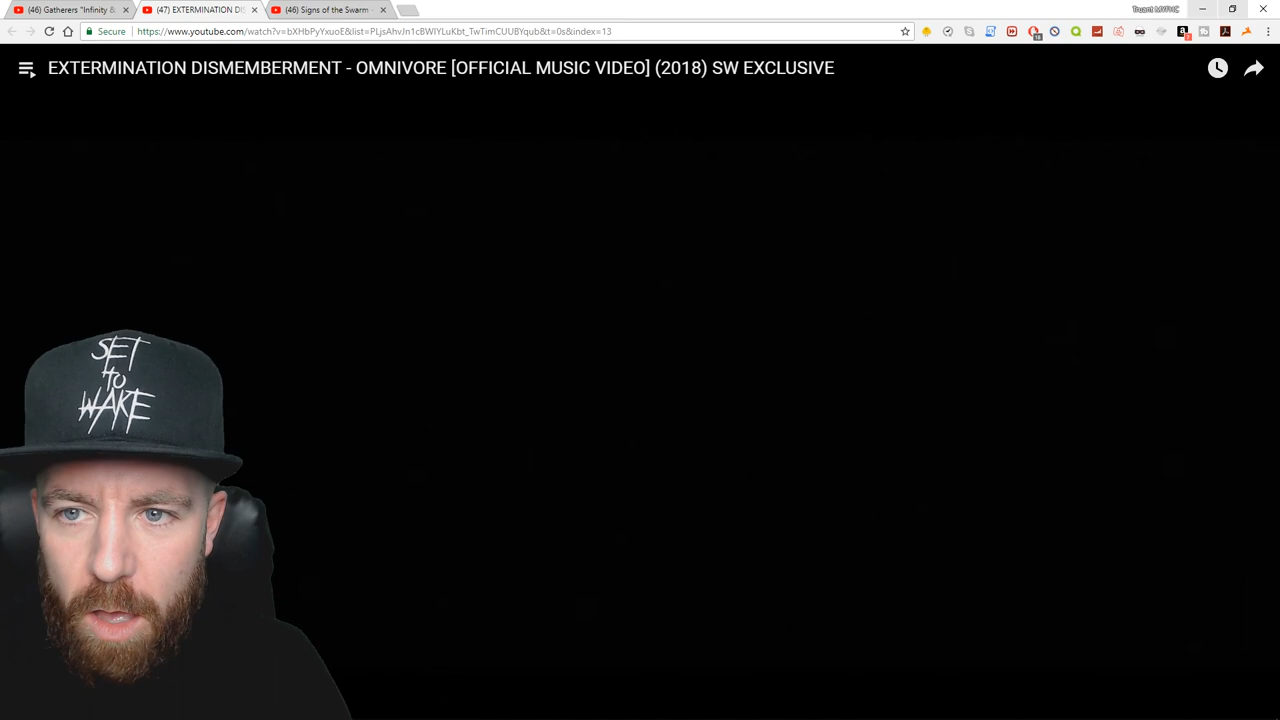 (46) Gatherers "Infinity &
(47) EXTERMINATION DIS
(46) Signs of the Swarm -
Secure
https://www.youtube.com/watch?v=bXHbPyYxuoE&list=PLjsAhvJn1cBWIYLuKbt_TwTimCUUBYqub&t=0s&index=13
EXTERMINATION DISMEMBERMENT - OMNIVORE [OFFICIAL MUSIC VIDEO] (2018) SW EXCLUSIVE
SET
to
WAKE